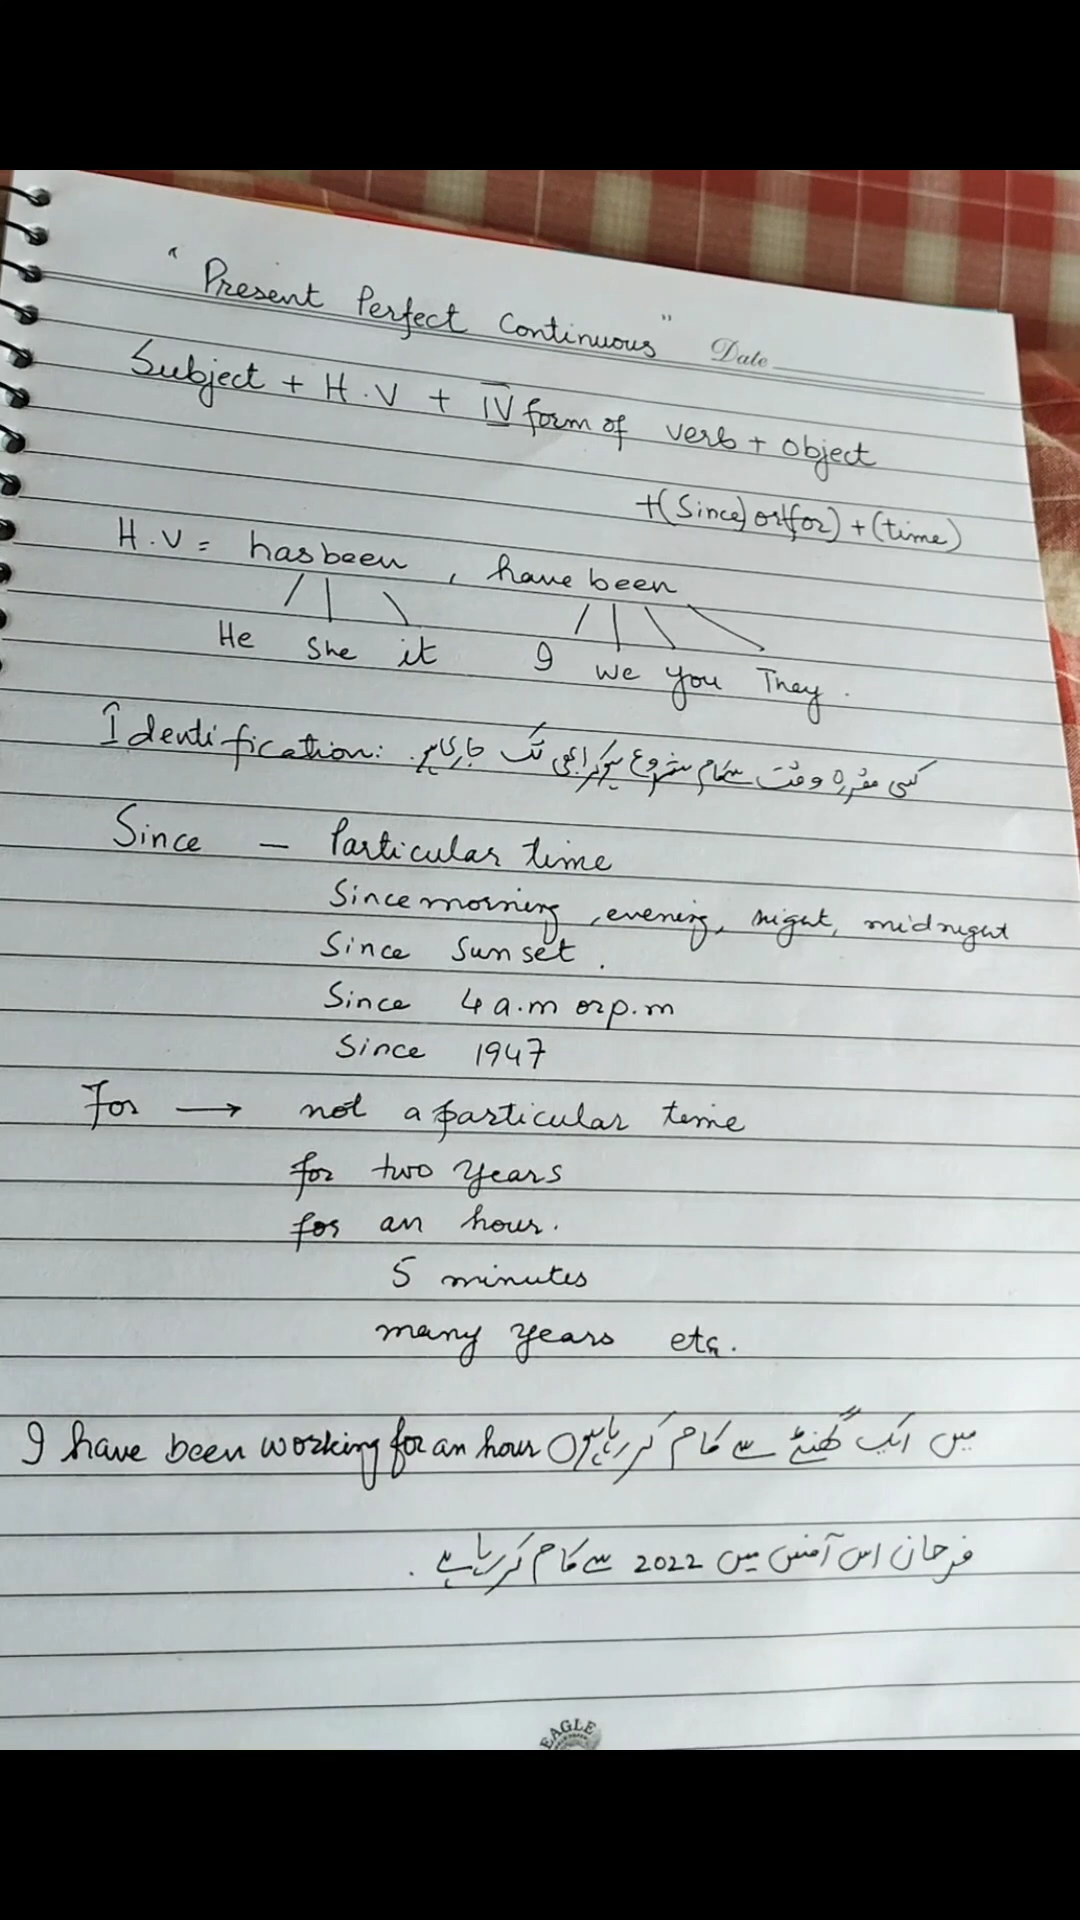 "Present Perfect Continuous"
Date
Subject + H.V + IV form of verb + object
+(Since) or(for) + (time)
H.V = has been , have been
He She it I we you They.
Identification: کسی مقررہ وقت سے کام شروع ہوکر ابھی تک جاری ہے.
Since — Particular time
Since morning, evening, night, midnight
Since Sunset.
Since 4 a.m or p.m
Since 1947
For → not a particular time
for two years
for an hour.
5 minutes
many years etc.
I have been working for an hour میں ایک گھنٹے سے کام کر رہا ہوں
فرحان اس آفس میں 2022 سے کام کر رہا ہے.
EAGLE